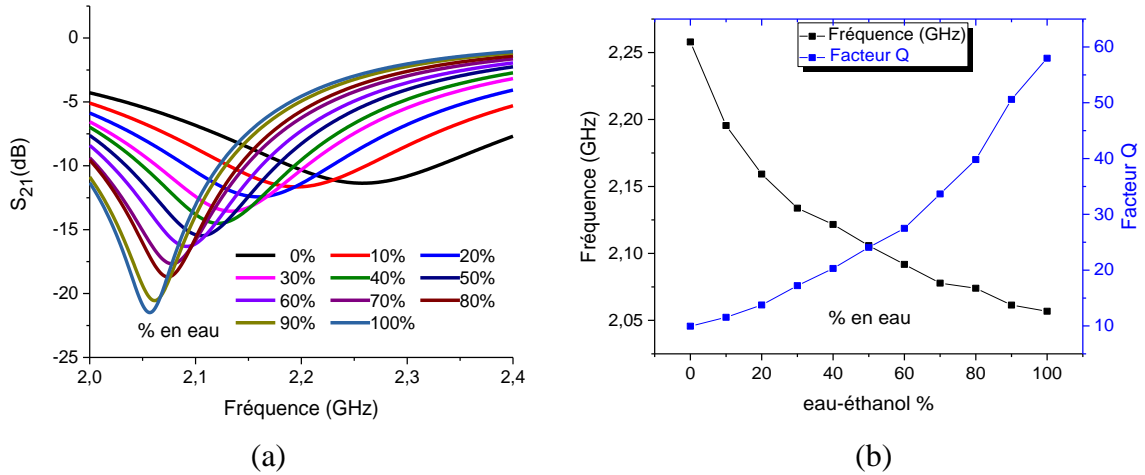 0
-5
-10
-15
-20
-25
S21(dB)
0% 10% 20%
30% 40% 50%
60% 70% 80%
90% 100%
% en eau
2,0 2,1 2,2 2,3 2,4
Fréquence (GHz)
(a)
Fréquence (GHz)
Facteur Q
2,25
2,20
2,15
2,10
2,05
Fréquence (GHz)
60
50
40
30
20
10
Facteur Q
% en eau
0 20 40 60 80 100
eau-éthanol %
(b)